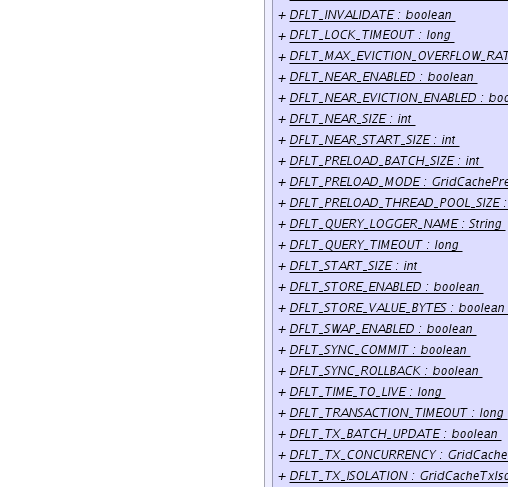 + DFLT_INVALIDATE : boolean
+ DFLT_LOCK_TIMEOUT : long
+ DFLT_MAX_EVICTION_OVERFLOW_RAT
+ DFLT_NEAR_ENABLED : boolean
+ DFLT_NEAR_EVICTION_ENABLED : boo
+ DFLT_NEAR_SIZE : int
+ DFLT_NEAR_START_SIZE : int
+ DFLT_PRELOAD_BATCH_SIZE : int
+ DFLT_PRELOAD_MODE : GridCachePre
+ DFLT_PRELOAD_THREAD_POOL_SIZE :
+ DFLT_QUERY_LOGGER_NAME : String
+ DFLT_QUERY_TIMEOUT : long
+ DFLT_START_SIZE : int
+ DFLT_STORE_ENABLED : boolean
+ DFLT_STORE_VALUE_BYTES : boolean
+ DFLT_SWAP_ENABLED : boolean
+ DFLT_SYNC_COMMIT : boolean
+ DFLT_SYNC_ROLLBACK : boolean
+ DFLT_TIME_TO_LIVE : long
+ DFLT_TRANSACTION_TIMEOUT : long
+ DFLT_TX_BATCH_UPDATE : boolean
+ DFLT_TX_CONCURRENCY : GridCache
+ DFLT_TX_ISOLATION : GridCacheTxIso